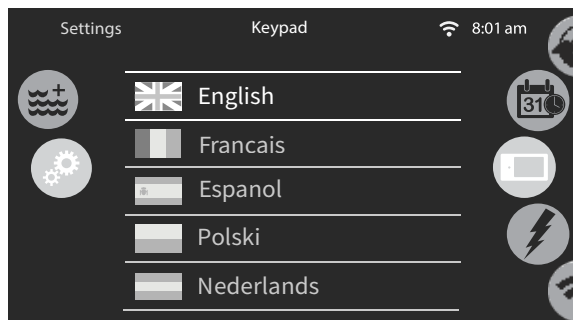 Settings Keypad 8:01 am
English
31
Francais
Espanol
Polski
Nederlands